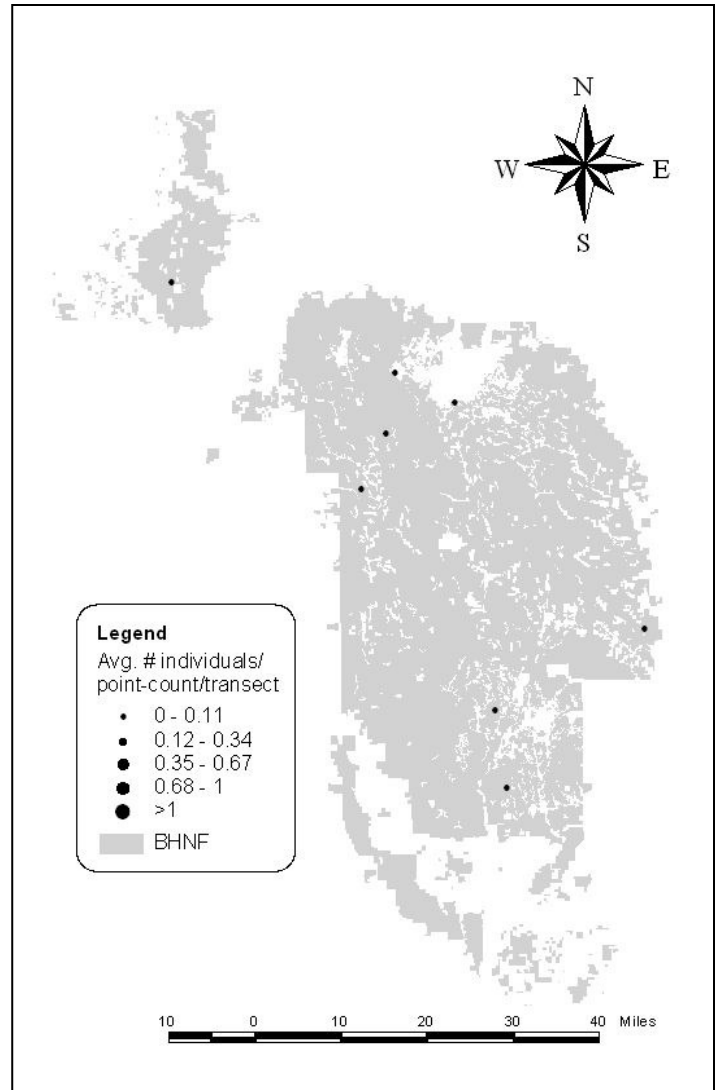 N
W E
S
Legend
Avg. # individuals/
point-count/transect
0 - 0.11
0.12 - 0.34
0.35 - 0.67
0.68 - 1
>1
BHNF
10 0 10 20 30 40 Miles